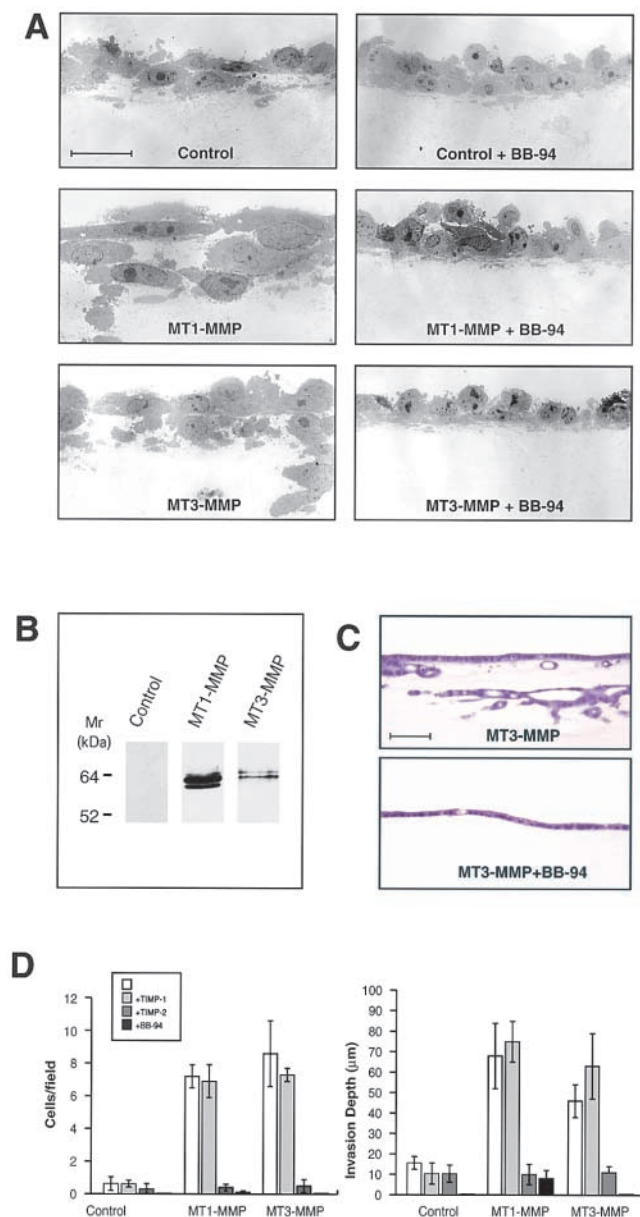 A
Control
Control + BB-94
MT1-MMP
MT1-MMP + BB-94
MT3-MMP
MT3-MMP + BB-94
B
Control
MT1-MMP
MT3-MMP
Mr
(kDa)
64
52
C
MT3-MMP
MT3-MMP+BB-94
D
+TIMP-1
+TIMP-2
+BB-94
Cells/field
12
10
8
6
4
2
0
Control
MT1-MMP
MT3-MMP
Invasion Depth (μm)
100
90
80
70
60
50
40
30
20
10
0
Control
MT1-MMP
MT3-MMP